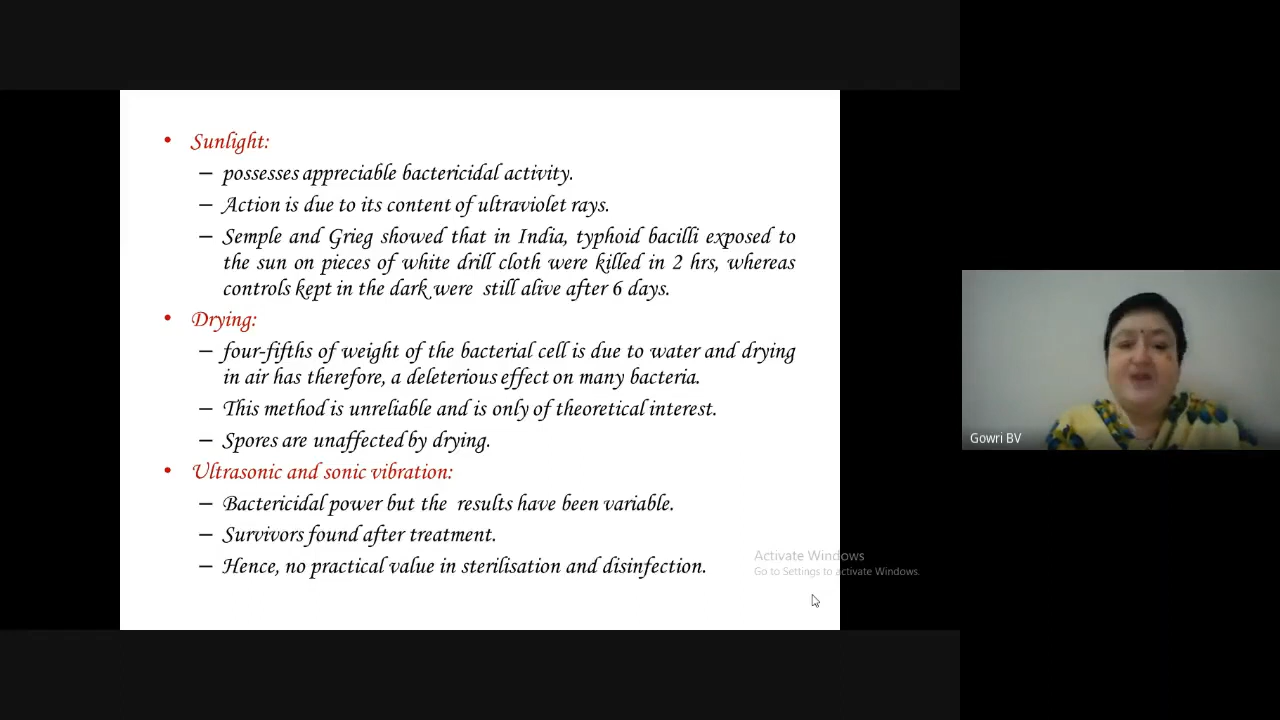 • Sunlight:
– possesses appreciable bactericidal activity.
– Action is due to its content of ultraviolet rays.
– Semple and Grieg showed that in India, typhoid bacilli exposed to
the sun on pieces of white drill cloth were killed in 2 hrs, whereas
controls kept in the dark were still alive after 6 days.
• Drying:
– four-fifths of weight of the bacterial cell is due to water and drying
in air has therefore, a deleterious effect on many bacteria.
– This method is unreliable and is only of theoretical interest.
– Spores are unaffected by drying.
• Ultrasonic and sonic vibration:
– Bactericidal power but the results have been variable.
– Survivors found after treatment.
– Hence, no practical value in sterilisation and disinfection.
Activate Windows
Go to Settings to activate Windows.
Gowri BV